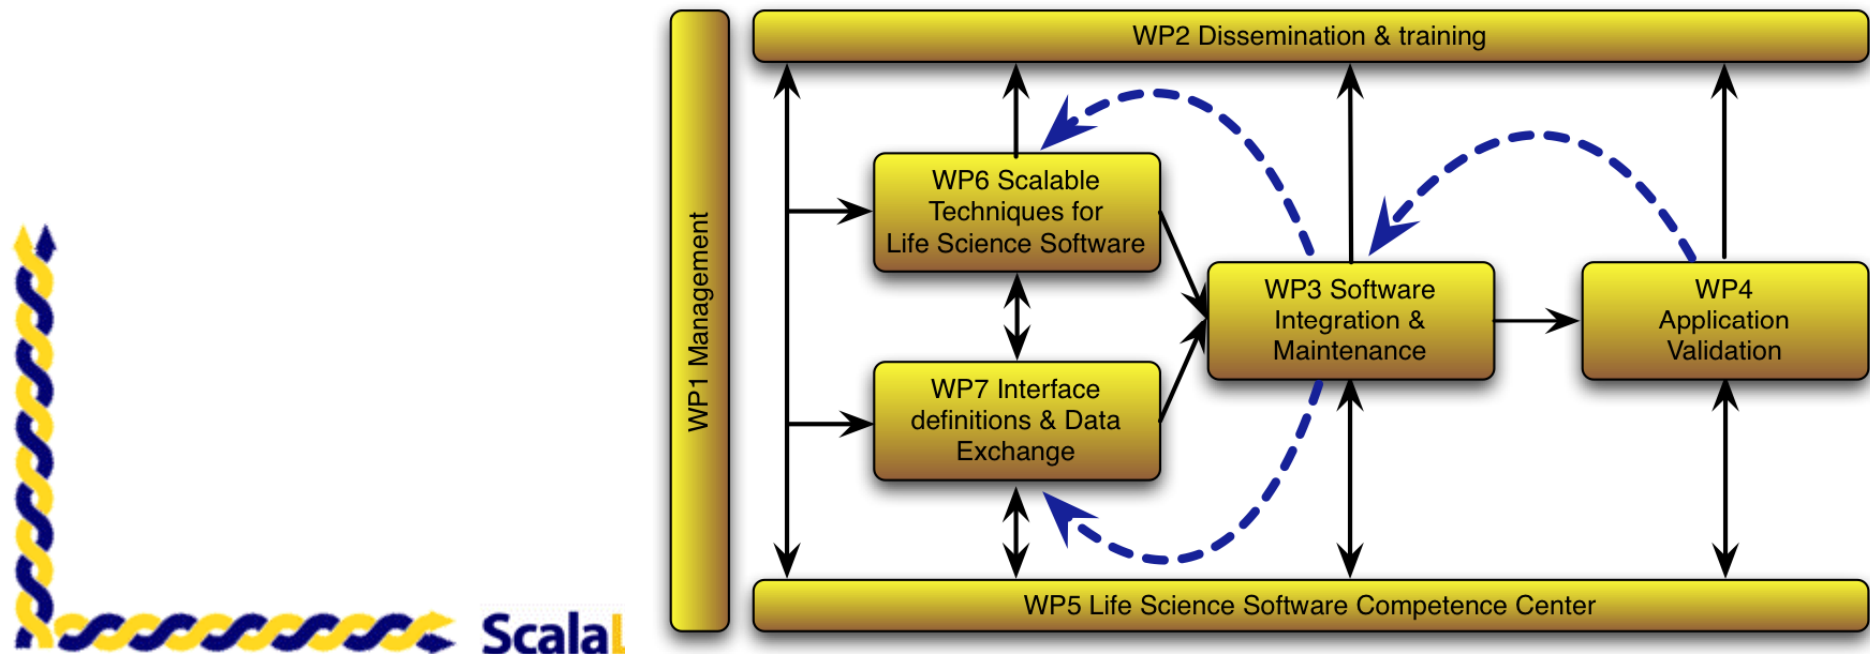 WP2 Dissemination & training
WP1 Management
WP6 Scalable
Techniques for
Life Science Software
WP3 Software
Integration &
Maintenance
WP4
Application
Validation
WP7 Interface
definitions & Data
Exchange
WP5 Life Science Software Competence Center
ScalaL